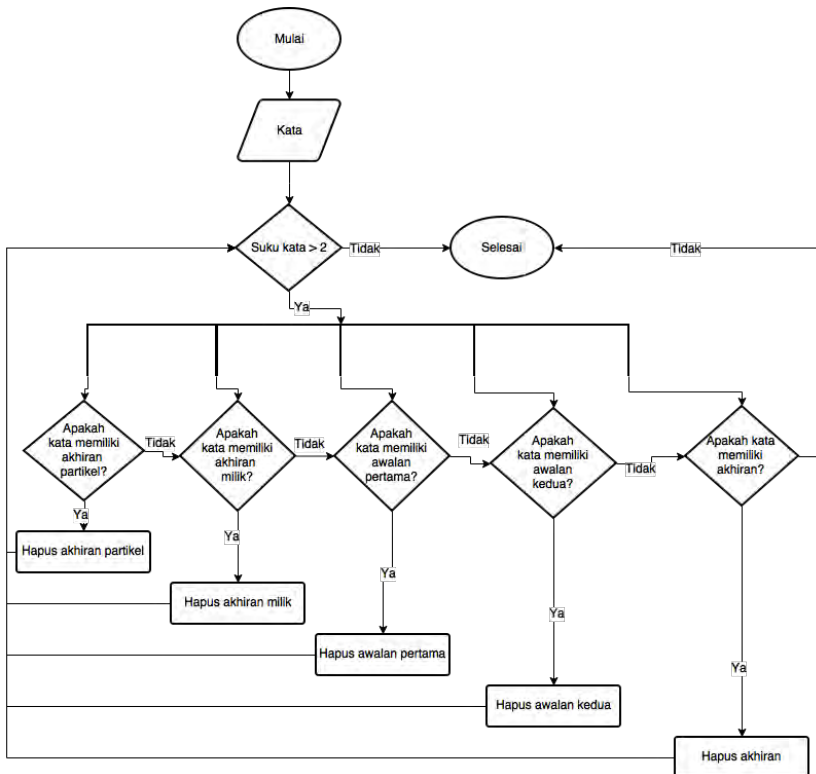 Mulai
Kata
Suku kata > 2
Tidak
Selesai
Tidak
Ya
Apakah
kata memiliki
akhiran
partikel?
Tidak
Apakah
kata memiliki
akhiran
milik?
Tidak
Apakah
kata memiliki
awalan
pertama?
Tidak
Apakah
kata memiliki
awalan
kedua?
Tidak
Apakah kata
memiliki
akhiran?
Ya
Hapus akhiran partikel
Ya
Hapus akhiran milik
Ya
Hapus awalan pertama
Ya
Hapus awalan kedua
Ya
Hapus akhiran